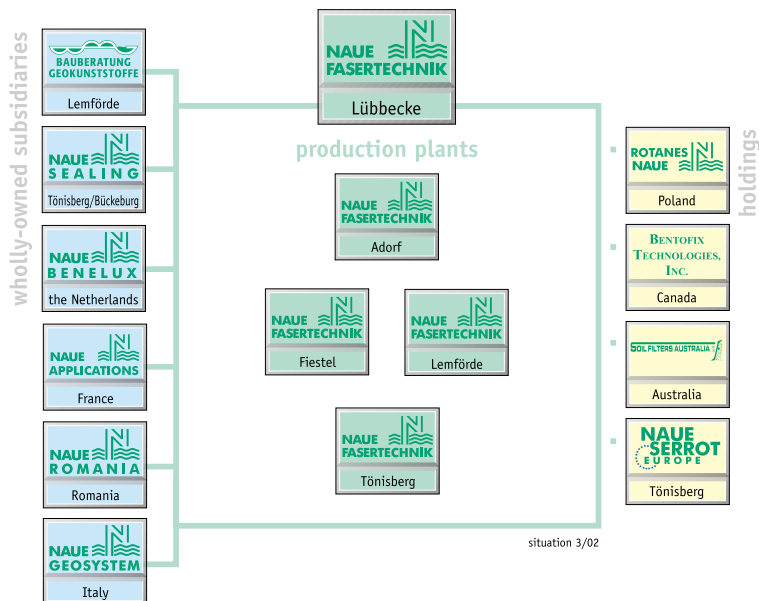 wholly-owned subsidiaries
BAUBERATUNG
GEOKUNSTSTOFFE
Lemförde
NAUE
SEALING
Tönisberg/Bückeburg
NAUE
BENELUX
the Netherlands
NAUE
APPLICATIONS
France
NAUE
ROMANIA
Romania
NAUE
GEOSYSTEM
Italy
NAUE
FASERTECHNIK
Lübbecke
production plants
NAUE
FASERTECHNIK
Adorf
NAUE
FASERTECHNIK
Fiestel
NAUE
FASERTECHNIK
Lemförde
NAUE
FASERTECHNIK
Tönisberg
situation 3/02
holdings
ROTANES
NAUE
Poland
BENTOFIX
TECHNOLOGIES,
INC.
Canada
SOIL FILTERS AUSTRALIA
Australia
NAUE
SERROT
EUROPE
Tönisberg